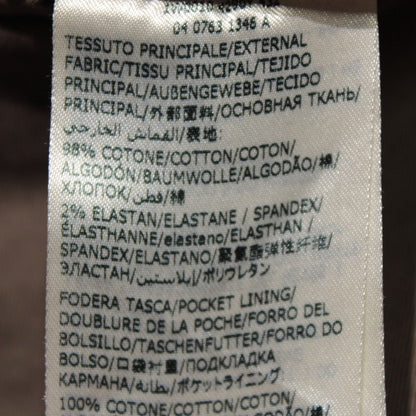 04 0763 1346 A
TESSUTO PRINCIPALE/EXTERNAL
FABRIC/TISSU PRINCIPAL/TEJIDO
PRINCIPAL/AUßENGEWEBE/TECIDO
PRINCIPAL/外部面料/ОСНОВНАЯ ТКАНЬ/
القماش الخارجي/表地:
98% COTONE/COTTON/COTON/
ALGODÓN/BAUMWOLLE/ALGODÃO/棉/
ХЛОПОК/قطن/綿
2% ELASTAN/ELASTANE / SPANDEX/
ÉLASTHANNE/elastano/ELASTHAN /
SPANDEX/ELASTANO/聚氨酯弹性纤维/
ЭЛАСТАН/إيلاستين/ポリウレタン
FODERA TASCA/POCKET LINING/
DOUBLURE DE LA POCHE/FORRO DEL
BOLSILLO/TASCHENFUTTER/FORRO DO
BOLSO/口袋衬里/ПОДКЛАДКА
КАРМАНА/بطانة/ポケットライニング/
100% COTONE/COTTON/COTON/